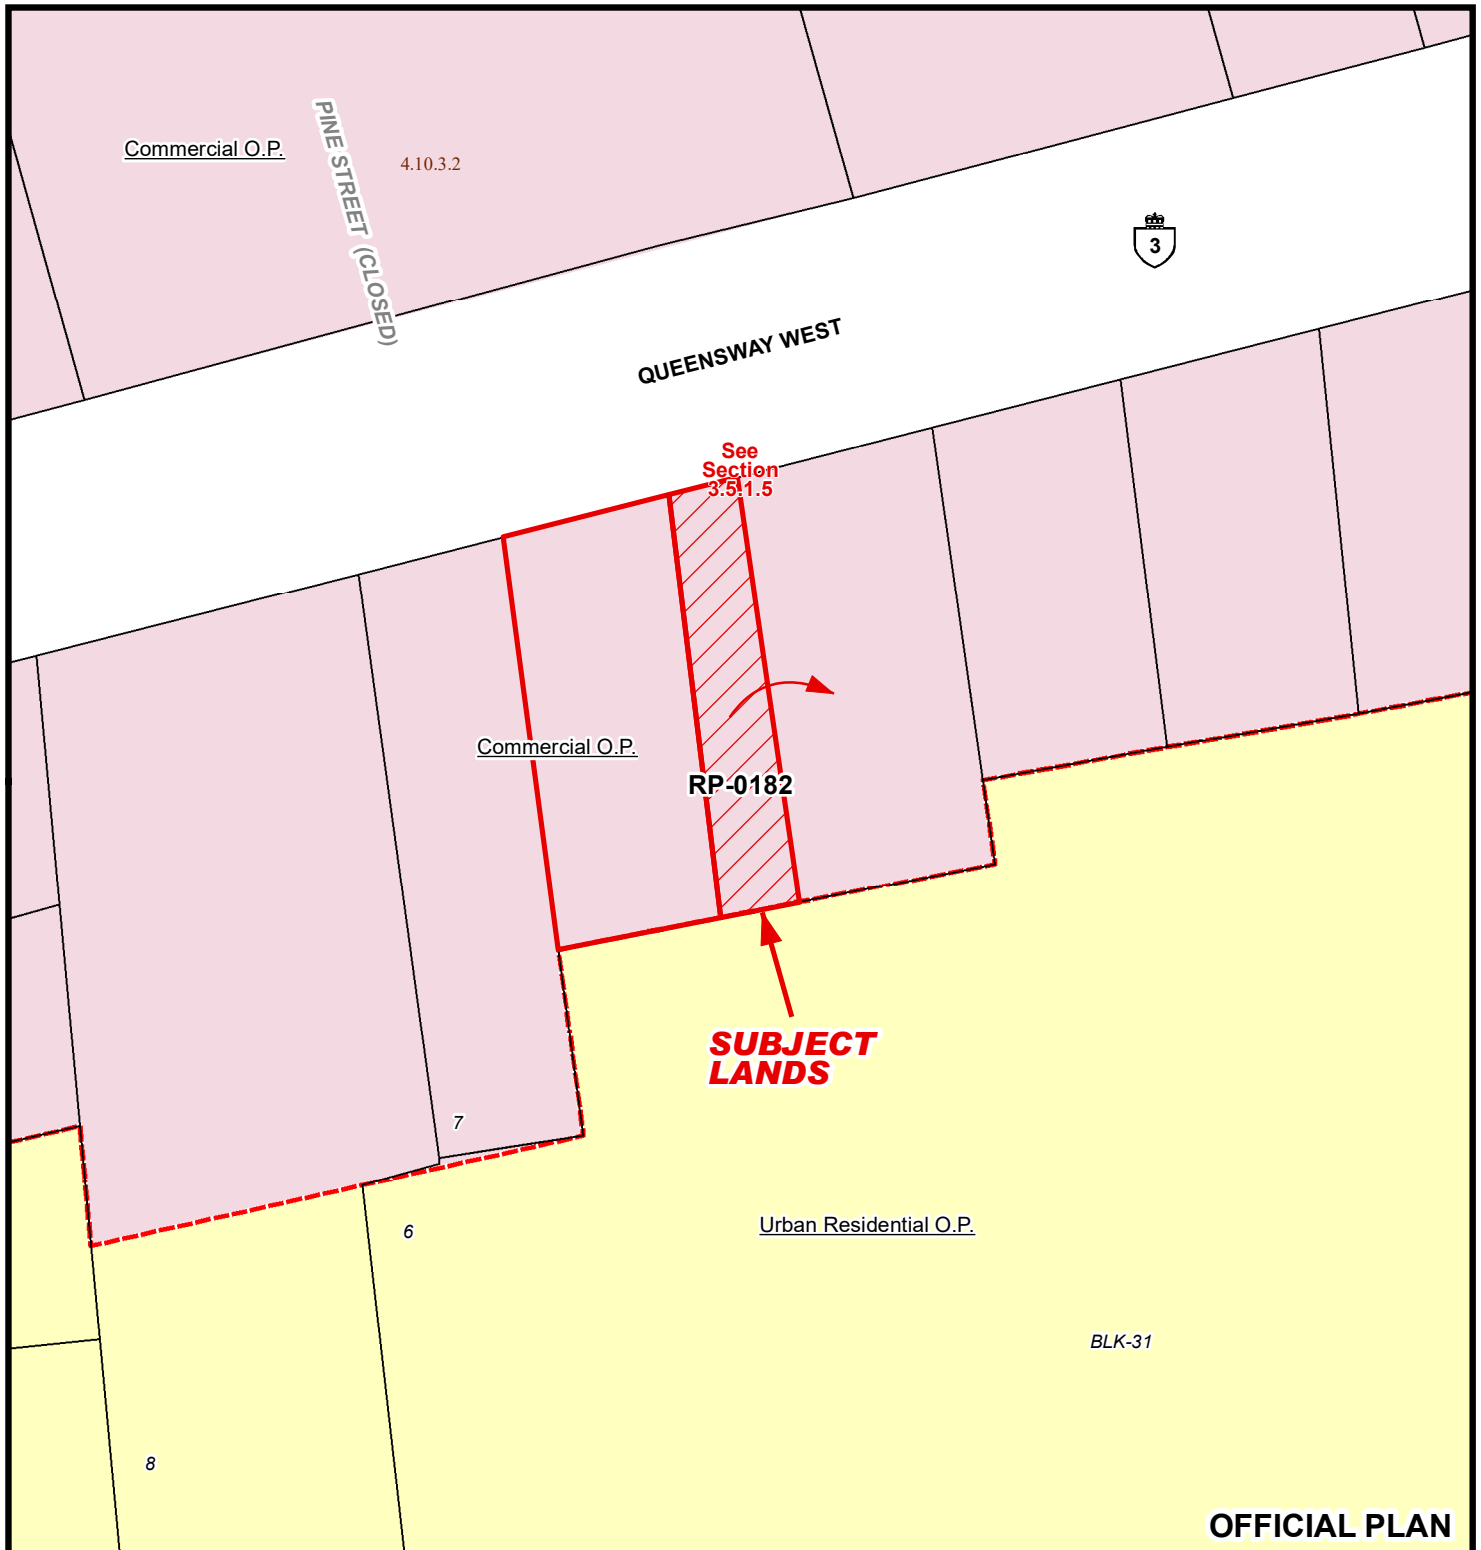 PINE STREET (CLOSED)
Commercial O.P.
4.10.3.2
3
QUEENSWAY WEST
See
Section
3.5.1.5
Commercial O.P.
RP-0182
SUBJECT
LANDS
7
6
Urban Residential O.P.
BLK-31
8
OFFICIAL PLAN